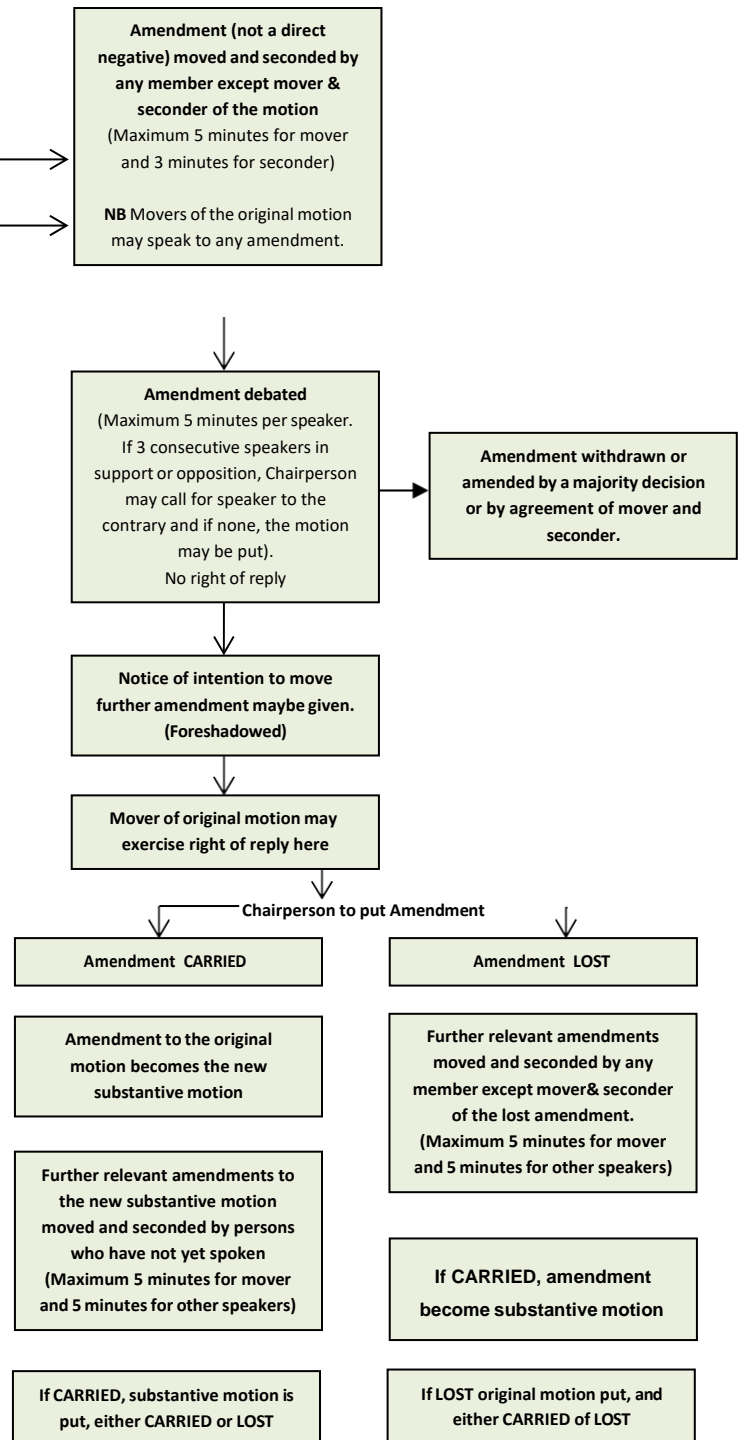 Amendment (not a direct
negative) moved and seconded by
any member except mover &
seconder of the motion
(Maximum 5 minutes for mover
and 3 minutes for seconder)
NB Movers of the original motion
may speak to any amendment.
Amendment debated
(Maximum 5 minutes per speaker.
If 3 consecutive speakers in
support or opposition, Chairperson
may call for speaker to the
contrary and if none, the motion
may be put).
No right of reply
Amendment withdrawn or
amended by a majority decision
or by agreement of mover and
seconder.
Notice of intention to move
further amendment maybe given.
(Foreshadowed)
Mover of original motion may
exercise right of reply here
Chairperson to put Amendment
Amendment CARRIED
Amendment to the original
motion becomes the new
substantive motion
Further relevant amendments to
the new substantive motion
moved and seconded by persons
who have not yet spoken
(Maximum 5 minutes for mover
and 5 minutes for other speakers)
If CARRIED, substantive motion is
put, either CARRIED or LOST
Amendment LOST
Further relevant amendments
moved and seconded by any
member except mover& seconder
of the lost amendment.
(Maximum 5 minutes for mover
and 5 minutes for other speakers)
If CARRIED, amendment
become substantive motion
If LOST original motion put, and
either CARRIED of LOST